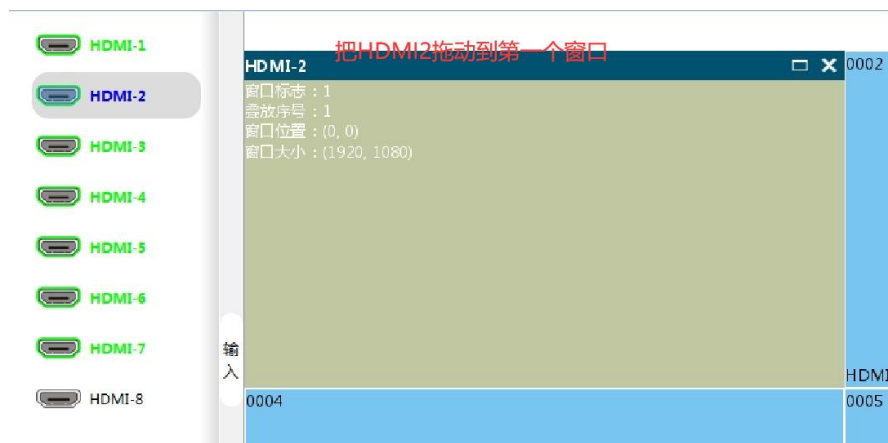 HDMI-1
HDMI-2
HDMI-3
HDMI-4
HDMI-5
HDMI-6
HDMI-7
HDMI-8
输入
把HDMI2拖动到第一个窗口
HDMI-2
窗口标志：1
叠放序号：1
窗口位置：(0, 0)
窗口大小：(1920, 1080)
0002
HDMI
0004
0005